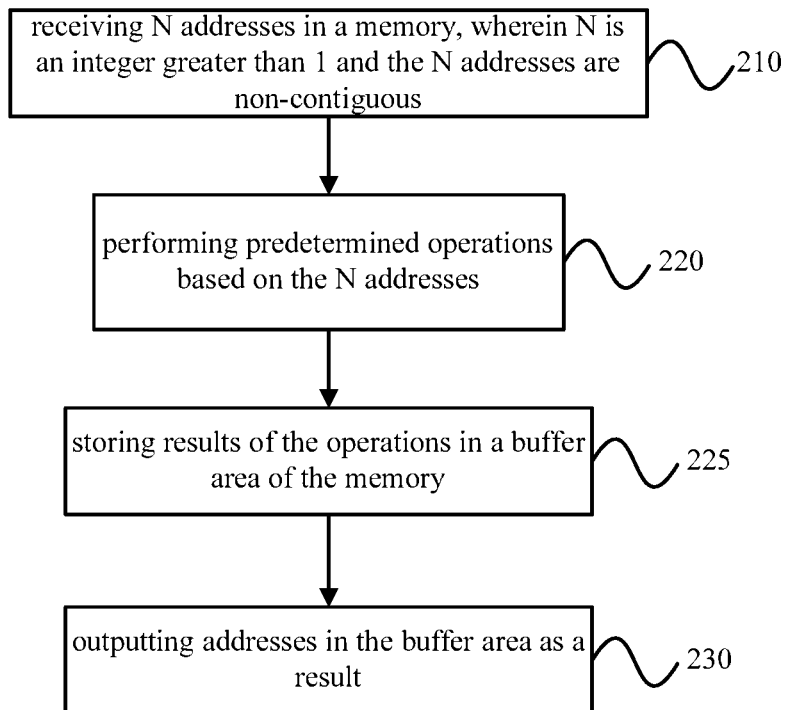 receiving N addresses in a memory, wherein N is
an integer greater than 1 and the N addresses are
non-contiguous
210
performing predetermined operations
based on the N addresses
220
storing results of the operations in a buffer
area of the memory
225
outputting addresses in the buffer area as a
result
230